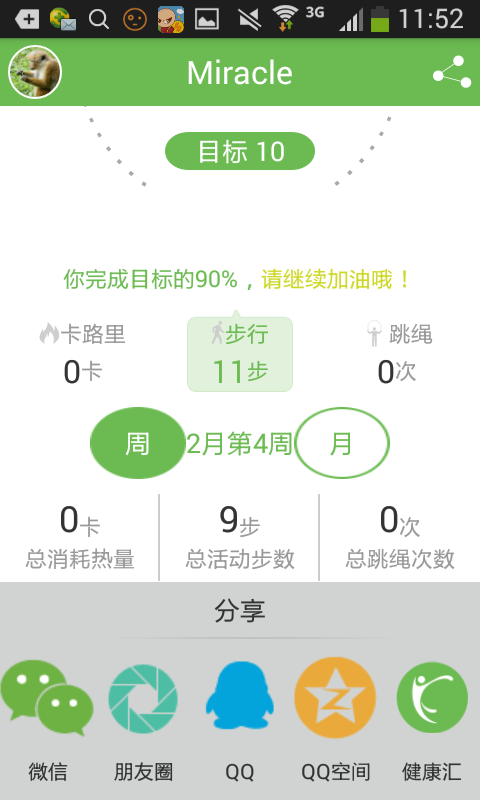 3G 11:52
Miracle
目标 10
你完成目标的90%，请继续加油哦！
卡路里 步行 跳绳
0卡 11步 0次
周 2月第4周 月
0卡 9步 0次
总消耗热量 总活动步数 总跳绳次数
分享
微信 朋友圈 QQ QQ空间 健康汇